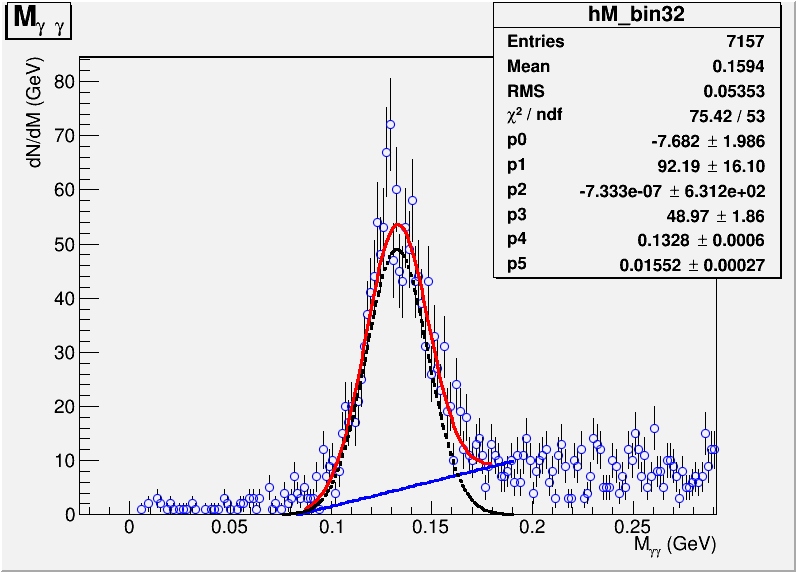 Mγ γ
hM_bin32
Entries 7157
Mean 0.1594
RMS 0.05353
χ² / ndf 75.42 / 53
p0 -7.682 ± 1.986
p1 92.19 ± 16.10
p2 -7.333e-07 ± 6.312e+02
p3 48.97 ± 1.86
p4 0.1328 ± 0.0006
p5 0.01552 ± 0.00027
dN/dM (GeV)
80
70
60
50
40
30
20
10
0
0 0.05 0.1 0.15 0.2 0.25
Mγγ (GeV)